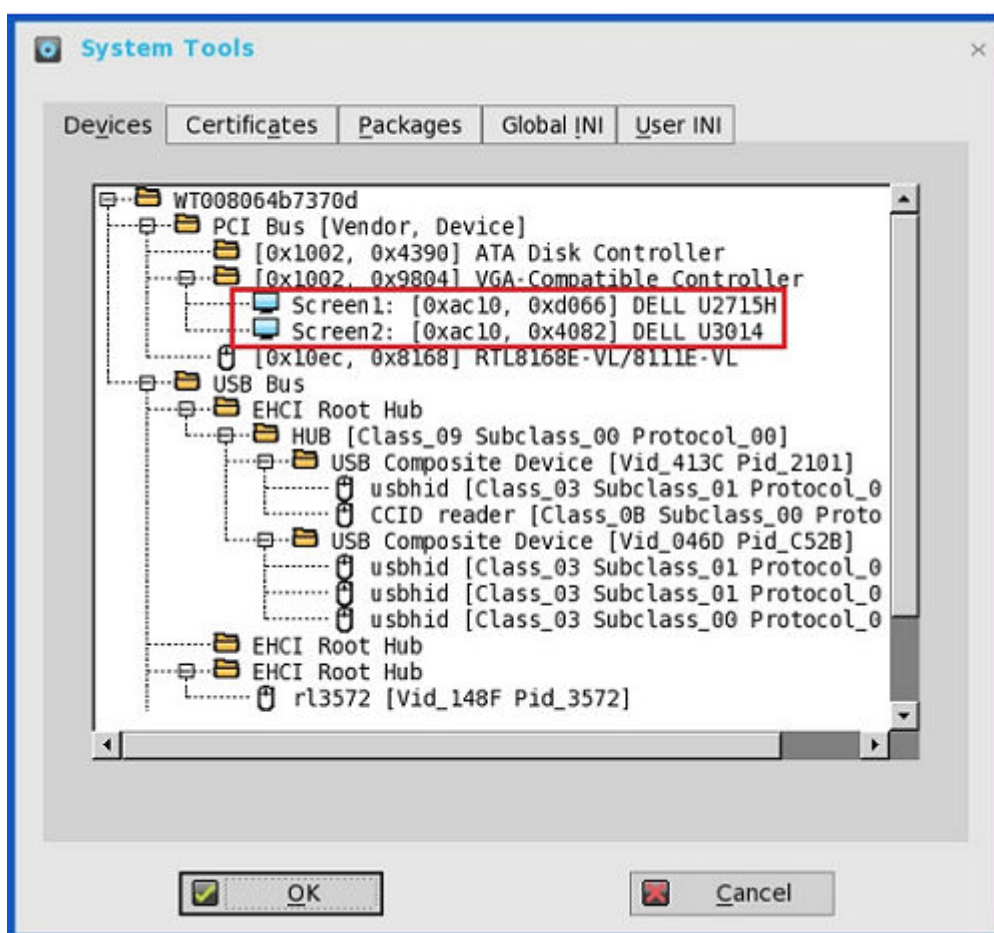 System Tools
Devices Certificates Packages Global INI User INI
WT008064b7370d
PCI Bus [Vendor, Device]
[0x1002, 0x4390] ATA Disk Controller
[0x1002, 0x9804] VGA-Compatible Controller
Screen1: [0xac10, 0xd066] DELL U2715H
Screen2: [0xac10, 0x4082] DELL U3014
[0x10ec, 0x8168] RTL8168E-VL/8111E-VL
USB Bus
EHCI Root Hub
HUB [Class_09 Subclass_00 Protocol_00]
USB Composite Device [Vid_413C Pid_2101]
usbhid [Class_03 Subclass_01 Protocol_0
CCID reader [Class_0B Subclass_00 Proto
USB Composite Device [Vid_046D Pid_C52B]
usbhid [Class_03 Subclass_01 Protocol_0
usbhid [Class_03 Subclass_01 Protocol_0
usbhid [Class_03 Subclass_00 Protocol_0
EHCI Root Hub
EHCI Root Hub
rl3572 [Vid_148F Pid_3572]
OK Cancel